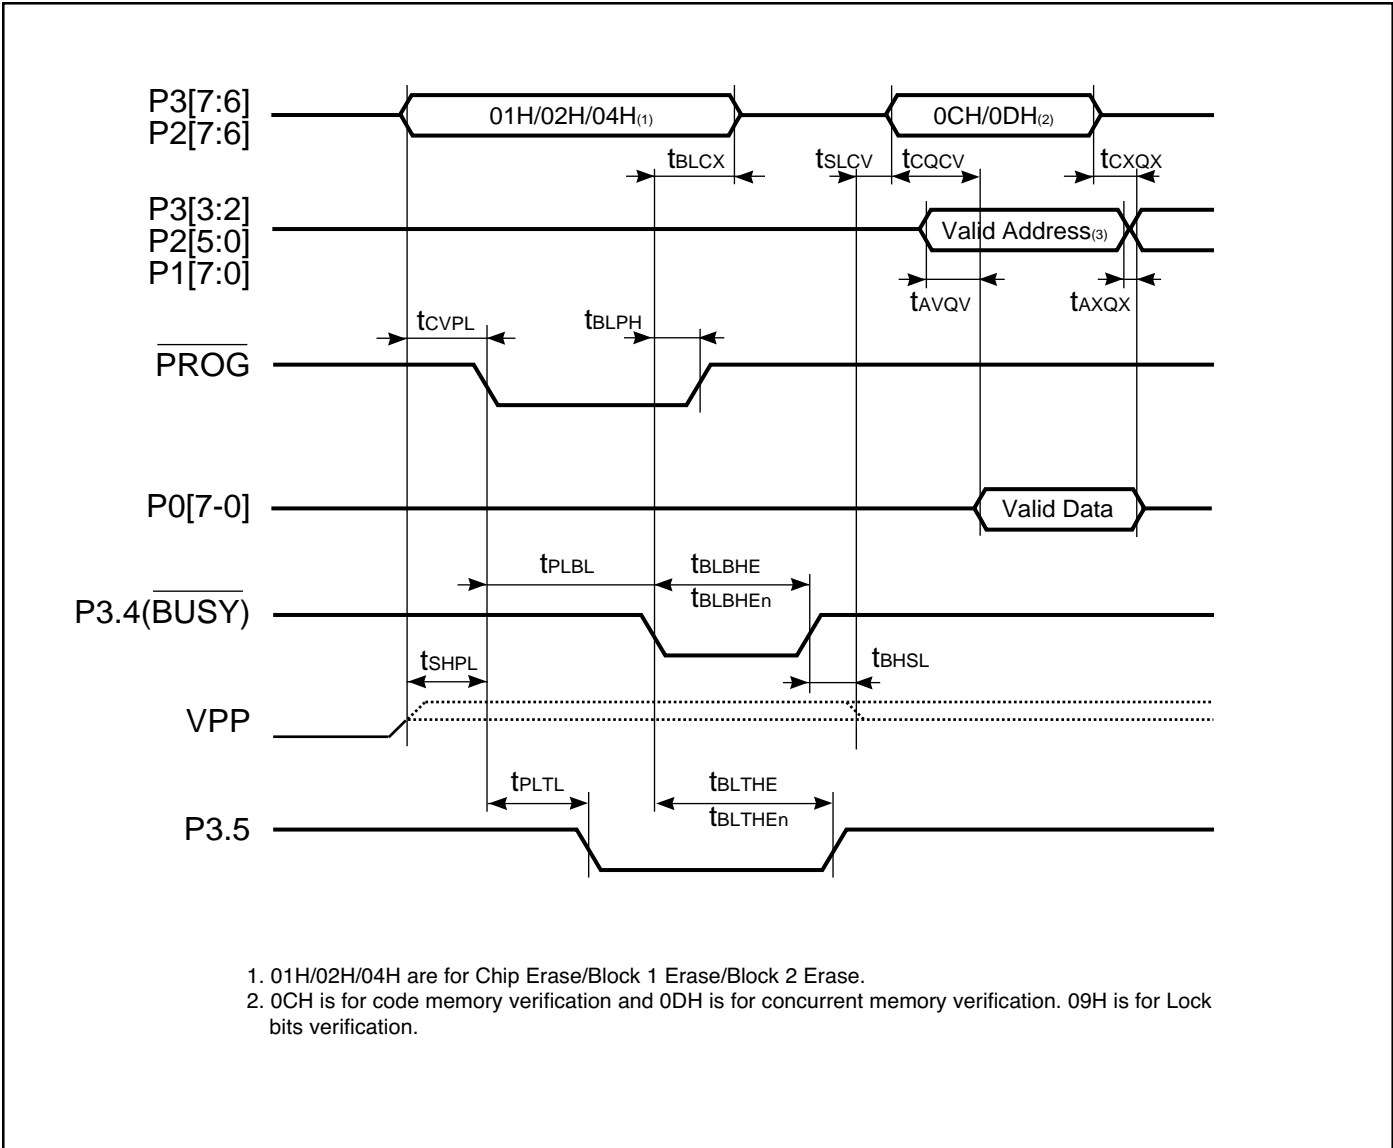 P3[7:6]
P2[7:6]
01H/02H/04H(1)
0CH/0DH(2)
tBLCX
tSLCV
tCQCV
tCXQX
P3[3:2]
P2[5:0]
P1[7:0]
Valid Address(3)
tAVQV
tAXQX
tCVPL
tBLPH
PROG
P0[7-0]
Valid Data
tPLBL
tBLBHE
tBLBHEn
P3.4(BUSY)
tSHPL
tBHSL
VPP
tPLTL
tBLTHE
tBLTHEn
P3.5
1. 01H/02H/04H are for Chip Erase/Block 1 Erase/Block 2 Erase.
2. 0CH is for code memory verification and 0DH is for concurrent memory verification. 09H is for Lock
bits verification.